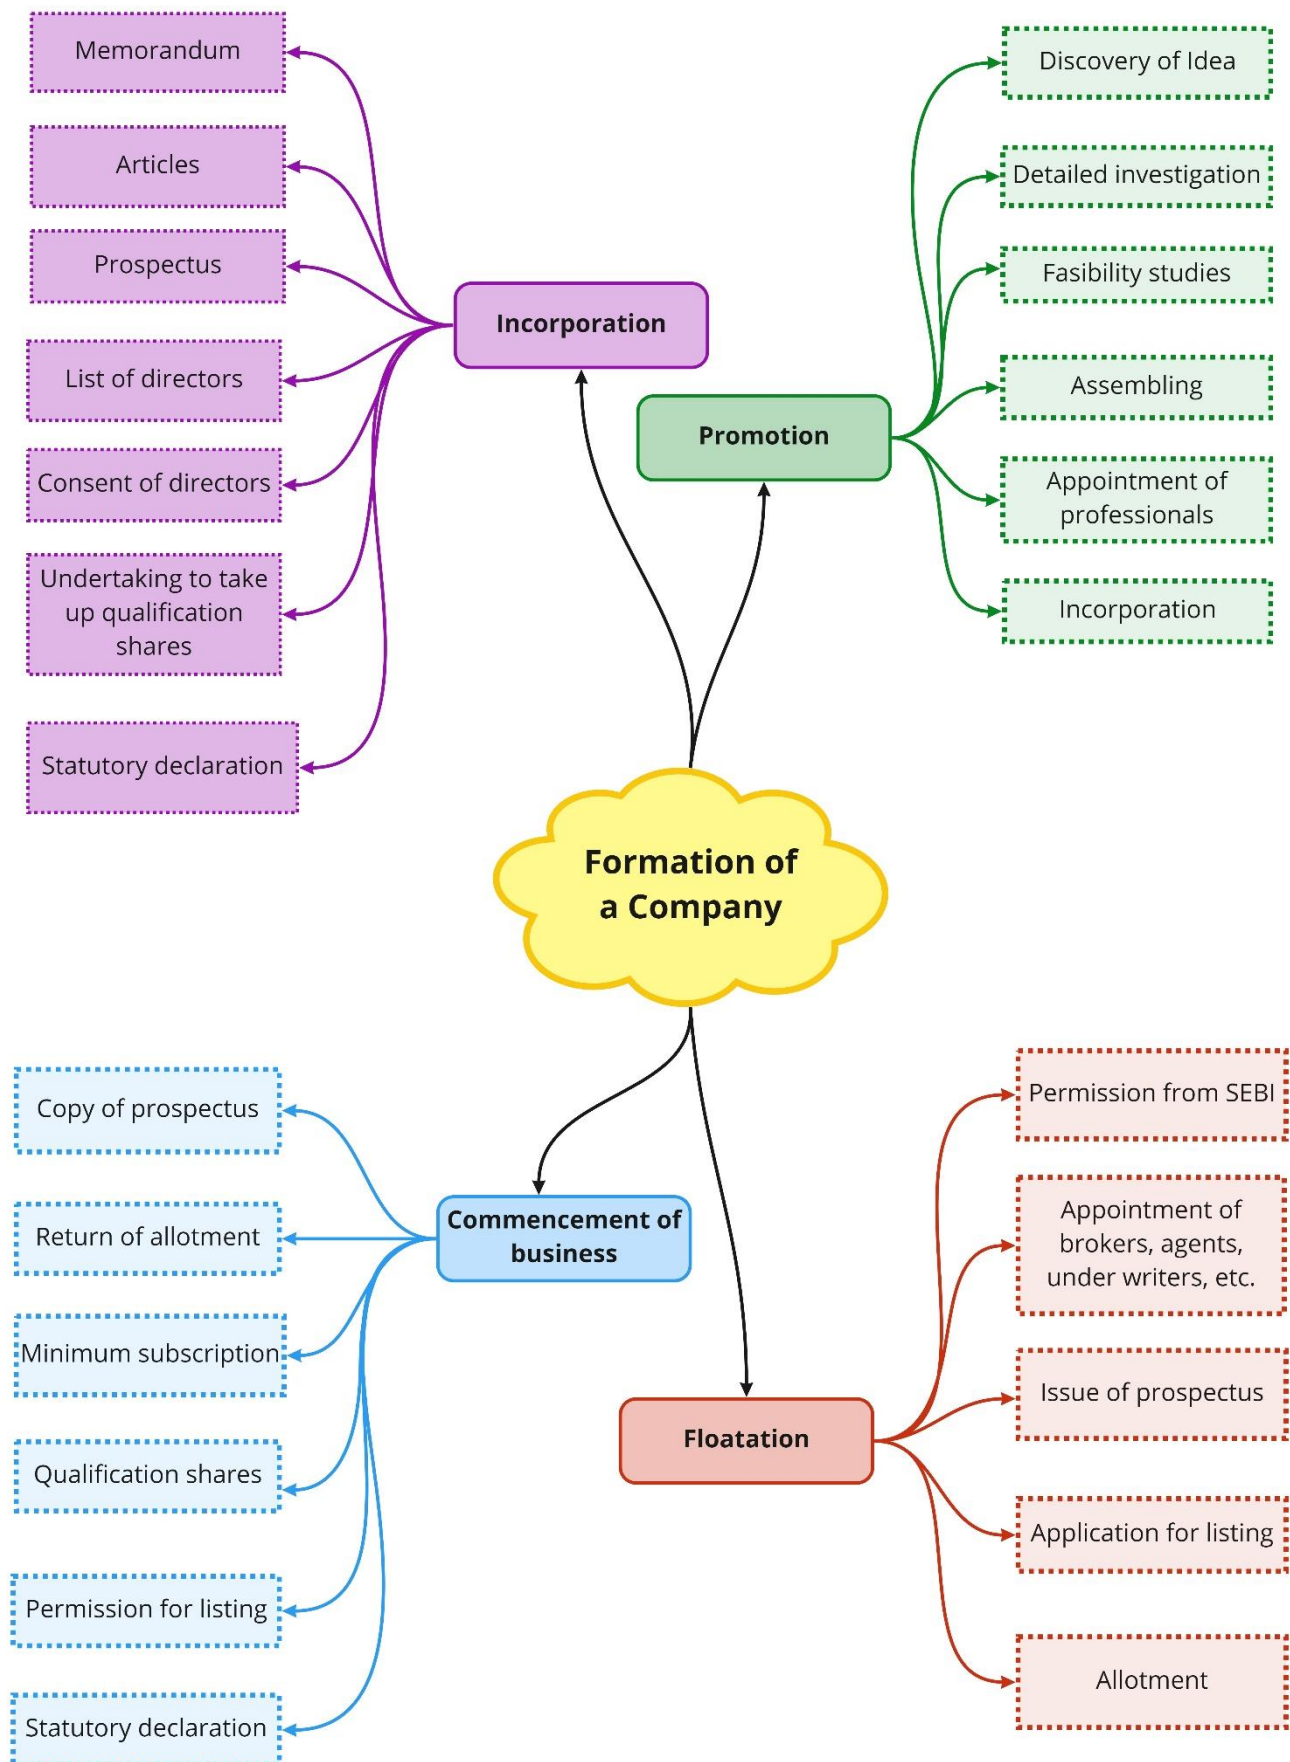 Memorandum
Articles
Prospectus
List of directors
Consent of directors
Undertaking to take
up qualification
shares
Statutory declaration
Incorporation
Promotion
Discovery of Idea
Detailed investigation
Fasibility studies
Assembling
Appointment of
professionals
Incorporation
Formation of
a Company
Commencement of
business
Copy of prospectus
Return of allotment
Minimum subscription
Qualification shares
Permission for listing
Statutory declaration
Floatation
Permission from SEBI
Appointment of
brokers, agents,
under writers, etc.
Issue of prospectus
Application for listing
Allotment